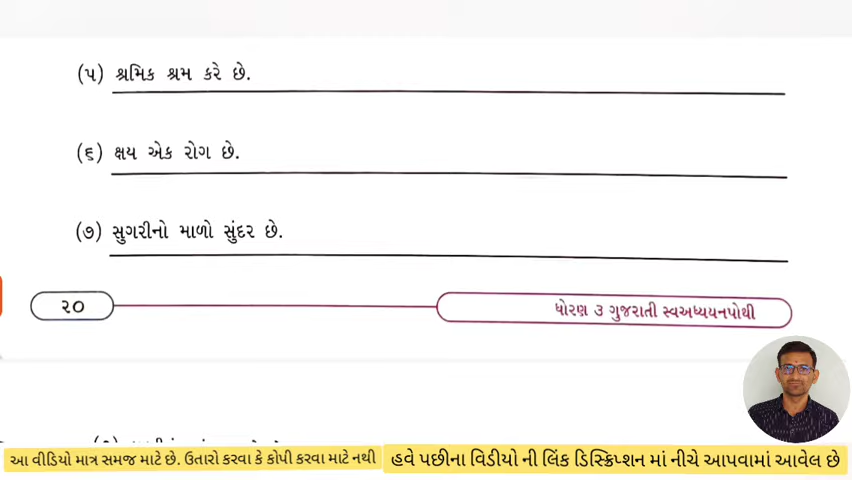 (૫) શ્રમિક શ્રમ કરે છે.
(૬) ક્ષય એક રોગ છે.
(૭) સુગરીનો માળો સુંદર છે.
૨૦
ધોરણ ૩ ગુજરાતી સ્વઅધ્યયનપોથી
આ વીડિયો માત્ર સમજ માટે છે. ઉતારો કરવા કે કોપી કરવા માટે નથી
હવે પછીના વિડીયો ની લિંક ડિસ્ક્રિપ્શન માં નીચે આપવામાં આવેલ છે